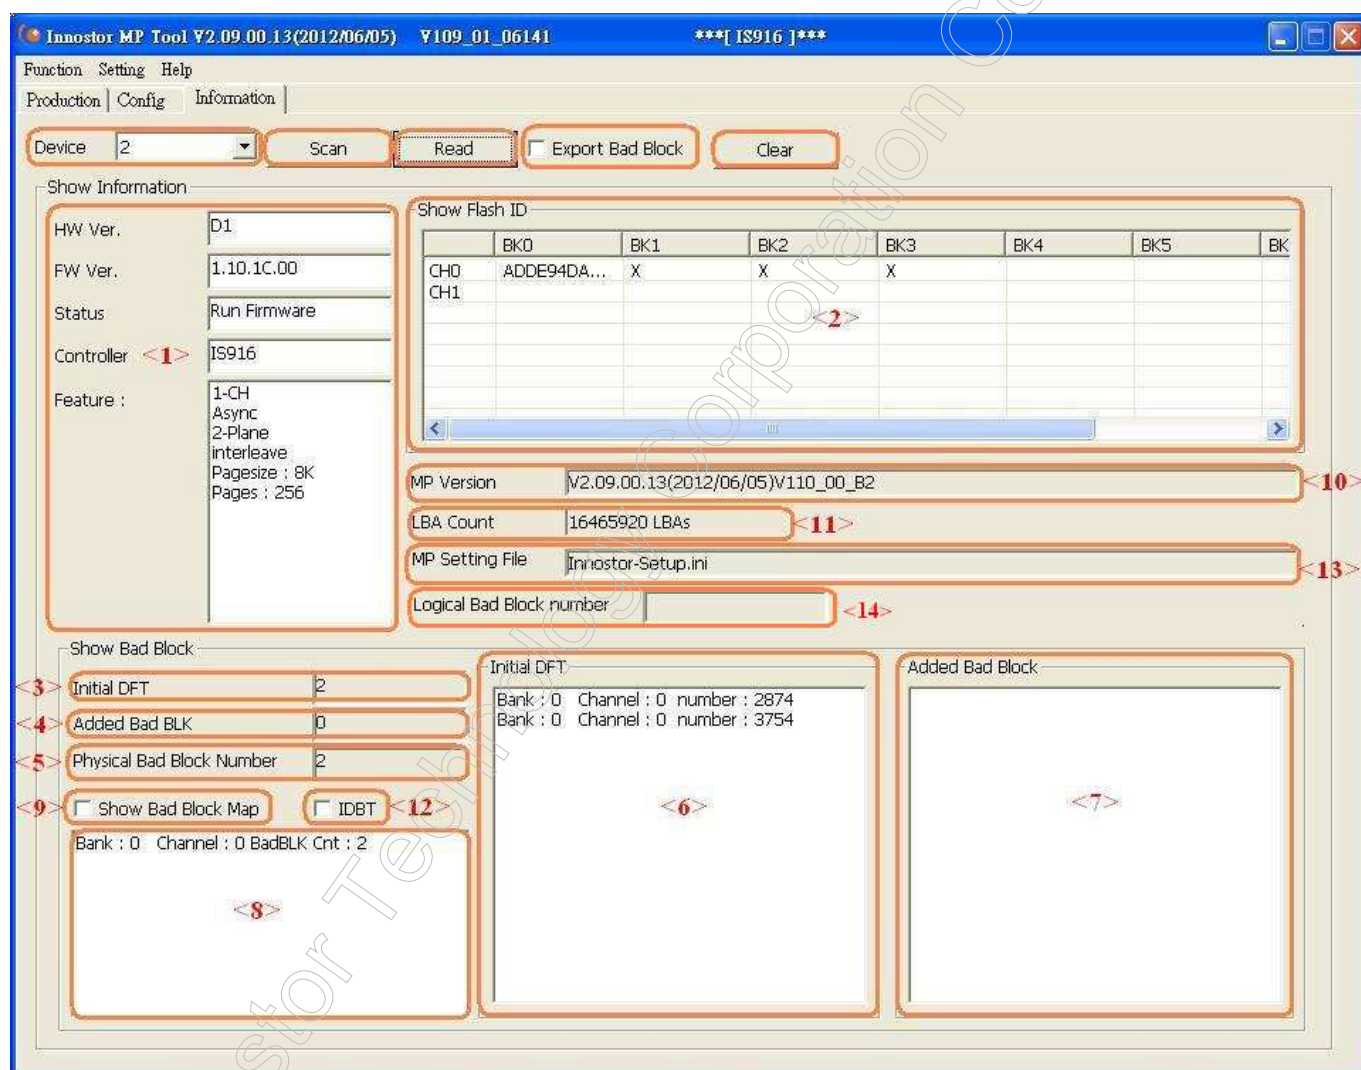 Innostor MP Tool V2.09.00.13(2012/06/05) V109_01_06141 ***[ IS916 ]***
Function Setting Help
Production Config Information
Device 2 Scan Read Export Bad Block Clear
Show Information
HW Ver. D1
FW Ver. 1.10.1C.00
Status Run Firmware
Controller <1> IS916
Feature :
1-CH
Async
2-Plane
interleave
Pagesize : 8K
Pages : 256
Show Flash ID
BK0 BK1 BK2 BK3 BK4 BK5 BK
CH0 ADDE94DA... X X X
CH1
<2>
MP Version V2.09.00.13(2012/06/05)V110_00_B2 <10>
LBA Count 16465920 LBAs <11>
MP Setting File Innostor-Setup.ini <13>
Logical Bad Block number <14>
Show Bad Block
<3> Initial DFT 2
<4> Added Bad BLK 0
<5> Physical Bad Block Number 2
<9> Show Bad Block Map IDBT <12>
Bank : 0 Channel : 0 BadBLK Cnt : 2
<8>
Initial DFT
Bank : 0 Channel : 0 number : 2874
Bank : 0 Channel : 0 number : 3754
<6>
Added Bad Block
<7>
stor Technology Corporation Co